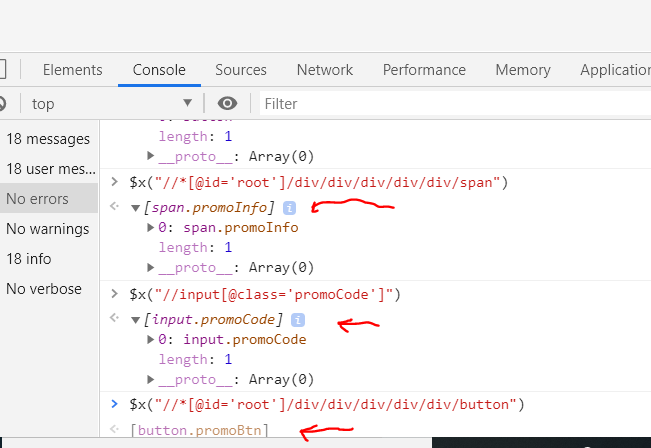 Elements Console Sources Network Performance Memory Application
top Filter
18 messages
18 user mes...
No errors
No warnings
18 info
No verbose
length: 1
__proto__: Array(0)
$x("//*[@id='root']/div/div/div/div/div/span")
[span.promoInfo] i
0: span.promoInfo
length: 1
__proto__: Array(0)
$x("//input[@class='promoCode']")
[input.promoCode] i
0: input.promoCode
length: 1
__proto__: Array(0)
$x("//*[@id='root']/div/div/div/div/div/button")
[button.promoBtn]